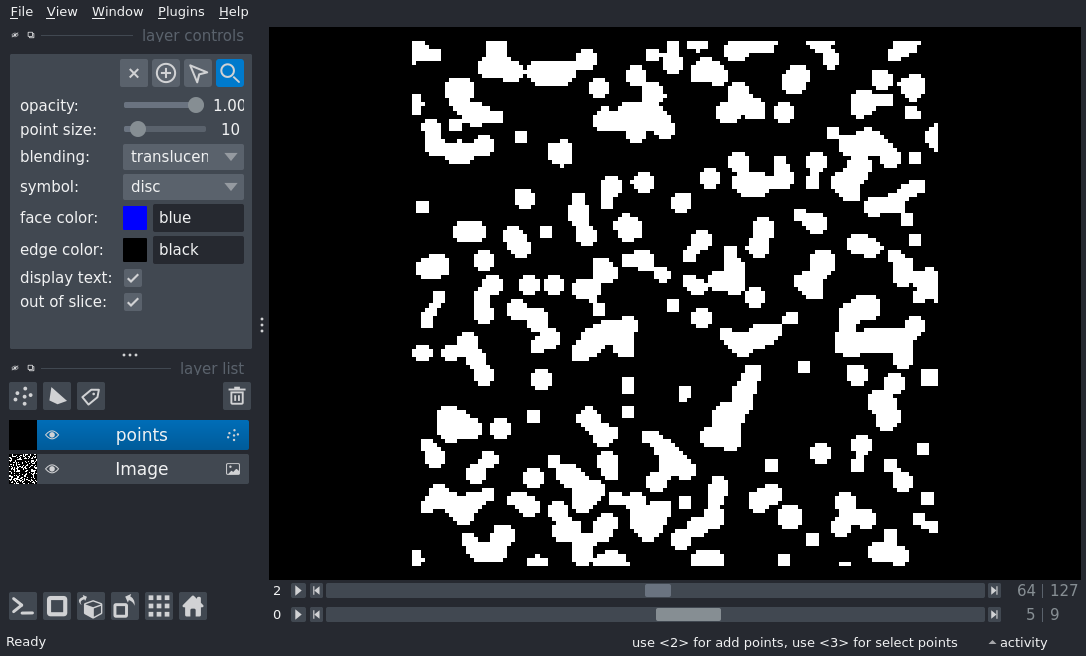 File View Window Plugins Help
layer controls
opacity: 1.00
point size: 10
blending: translucen
symbol: disc
face color: blue
edge color: black
display text:
out of slice:
layer list
points
Image
2 64 127
0 5 9
Ready use <2> for add points, use <3> for select points activity